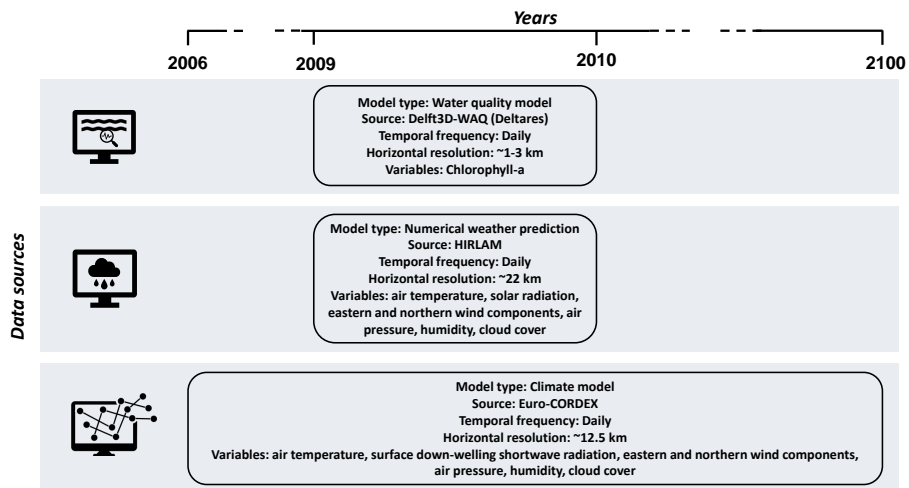 Years
2006 2009 2010 2100
Data sources
Model type: Water quality model
Source: Delft3D-WAQ (Deltares)
Temporal frequency: Daily
Horizontal resolution: ~1-3 km
Variables: Chlorophyll-a
Model type: Numerical weather prediction
Source: HIRLAM
Temporal frequency: Daily
Horizontal resolution: ~22 km
Variables: air temperature, solar radiation,
eastern and northern wind components, air
pressure, humidity, cloud cover
Model type: Climate model
Source: Euro-CORDEX
Temporal frequency: Daily
Horizontal resolution: ~12.5 km
Variables: air temperature, surface down-welling shortwave radiation, eastern and northern wind components,
air pressure, humidity, cloud cover